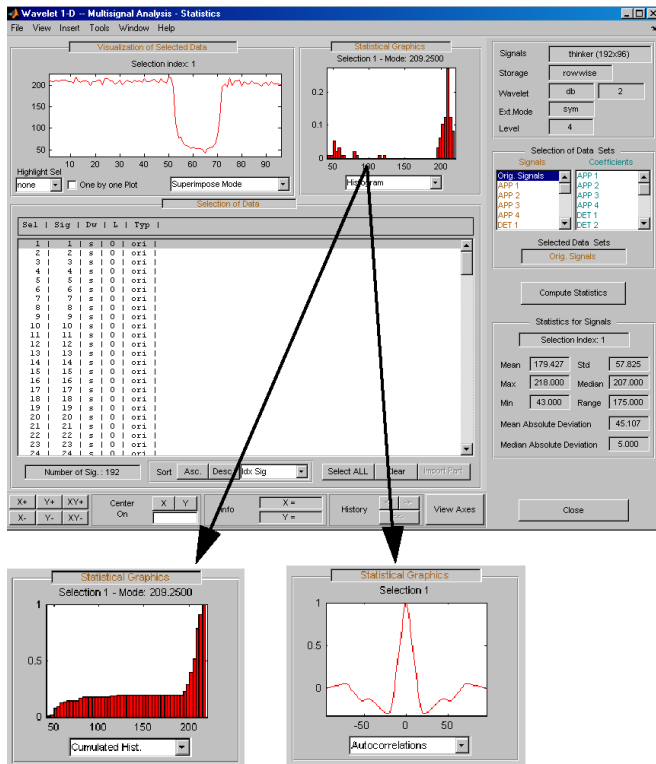 Wavelet 1-D -- Multisignal Analysis - Statistics
File View Insert Tools Window Help
Visualization of Selected Data
Selection index: 1
200
150
100
50
10 20 30 40 50 60 70 80 90
Highlight Sel
none
One by one Plot
Superimpose Mode
Statistical Graphics
Selection 1 - Mode: 209.2500
0.2
0.1
0
50 100 150 200
Histogram
Signals thinker (192x96)
Storage rowwise
Wavelet db 2
Ext.Mode sym
Level 4
Selection of Data Sets
Signals Coefficients
Orig. Signals APP 1
APP 1 APP 2
APP 2 APP 3
APP 3 APP 4
APP 4 DET 1
DET 1 DET 2
Selected Data Sets
Orig. Signals
Compute Statistics
Statistics for Signals
Selection Index: 1
Mean 179.427 Std 57.825
Max 218.000 Median 207.000
Min 43.000 Range 175.000
Mean Absolute Deviation 45.107
Median Absolute Deviation 5.000
Close
Selection of Data
Sel | Sig | Dw | L | Typ |
1 | 1 | s | 0 | ori |
2 | 2 | s | 0 | ori |
3 | 3 | s | 0 | ori |
4 | 4 | s | 0 | ori |
5 | 5 | s | 0 | ori |
6 | 6 | s | 0 | ori |
7 | 7 | s | 0 | ori |
8 | 8 | s | 0 | ori |
9 | 9 | s | 0 | ori |
10 | 10 | s | 0 | ori |
11 | 11 | s | 0 | ori |
12 | 12 | s | 0 | ori |
13 | 13 | s | 0 | ori |
14 | 14 | s | 0 | ori |
15 | 15 | s | 0 | ori |
16 | 16 | s | 0 | ori |
17 | 17 | s | 0 | ori |
18 | 18 | s | 0 | ori |
19 | 19 | s | 0 | ori |
20 | 20 | s | 0 | ori |
21 | 21 | s | 0 | ori |
22 | 22 | s | 0 | ori |
23 | 23 | s | 0 | ori |
24 | 24 | s | 0 | ori |
Number of Sig.: 192
Sort Asc. Desc. Idx Sig
Select ALL Clear Import Part
X+ Y+ XY+
X- Y- XY-
Center On
X Y
X =
Y =
History
View Axes
Statistical Graphics
Selection 1 - Mode: 209.2500
1
0.5
0
50 100 150 200
Cumulated Hist.
Statistical Graphics
Selection 1
1
0.5
0
-50 0 50
Autocorrelations